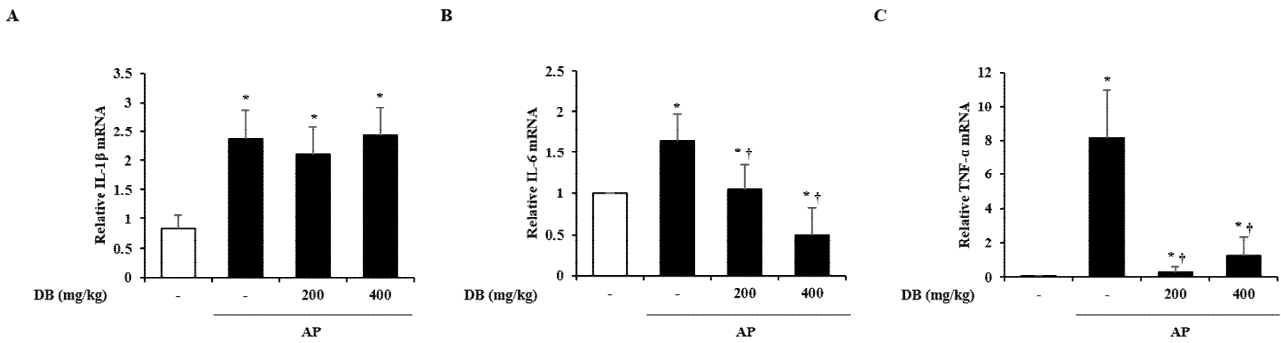 A
Relative IL-1β mRNA
3.5
3
2.5
2
1.5
1
0.5
0
*
*
*
DB (mg/kg)
- - 200 400
AP
B
Relative IL-6 mRNA
2.5
2
1.5
1
0.5
0
*
* †
* †
DB (mg/kg)
- - 200 400
AP
C
Relative TNF-α mRNA
12
10
8
6
4
2
0
*
* †
* †
DB (mg/kg)
- - 200 400
AP